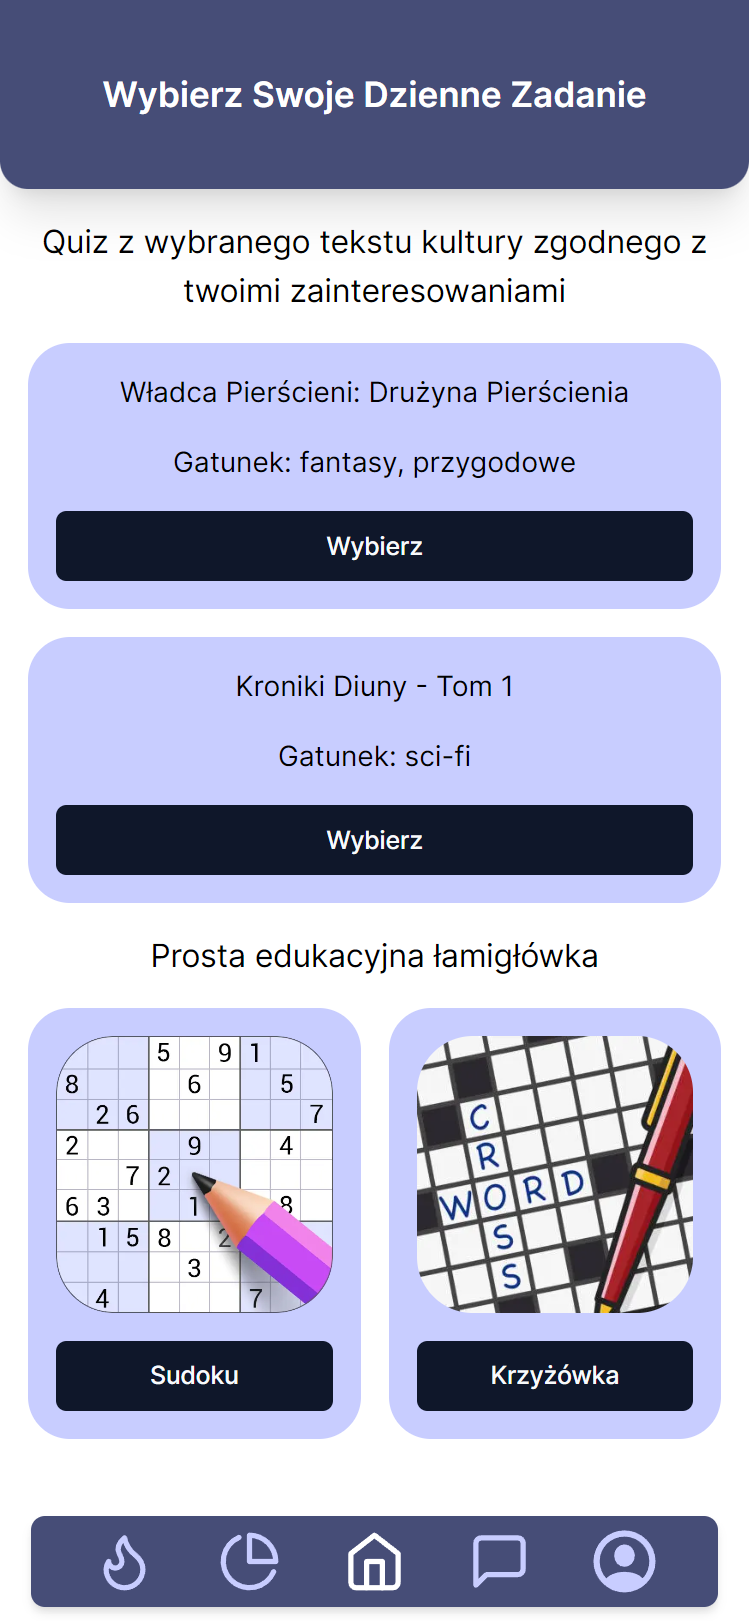 Wybierz Swoje Dzienne Zadanie
Quiz z wybranego tekstu kultury zgodnego z
twoimi zainteresowaniami
Władca Pierścieni: Drużyna Pierścienia
Gatunek: fantasy, przygodowe
Wybierz
Kroniki Diuny - Tom 1
Gatunek: sci-fi
Wybierz
Prosta edukacyjna łamigłówka
5 9 1
8 6 5
2 6 7
2 9 4
7 2
6 3 1 8
1 5 8 2
3
4 7
CROSS
WORD
Sudoku
Krzyżówka